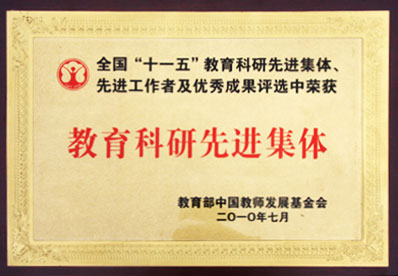 全国“十一五”教育科研先进集体、
先进工作者及优秀成果评选中荣获
教育科研先进集体
教育部中国教师发展基金会
二〇一〇年七月